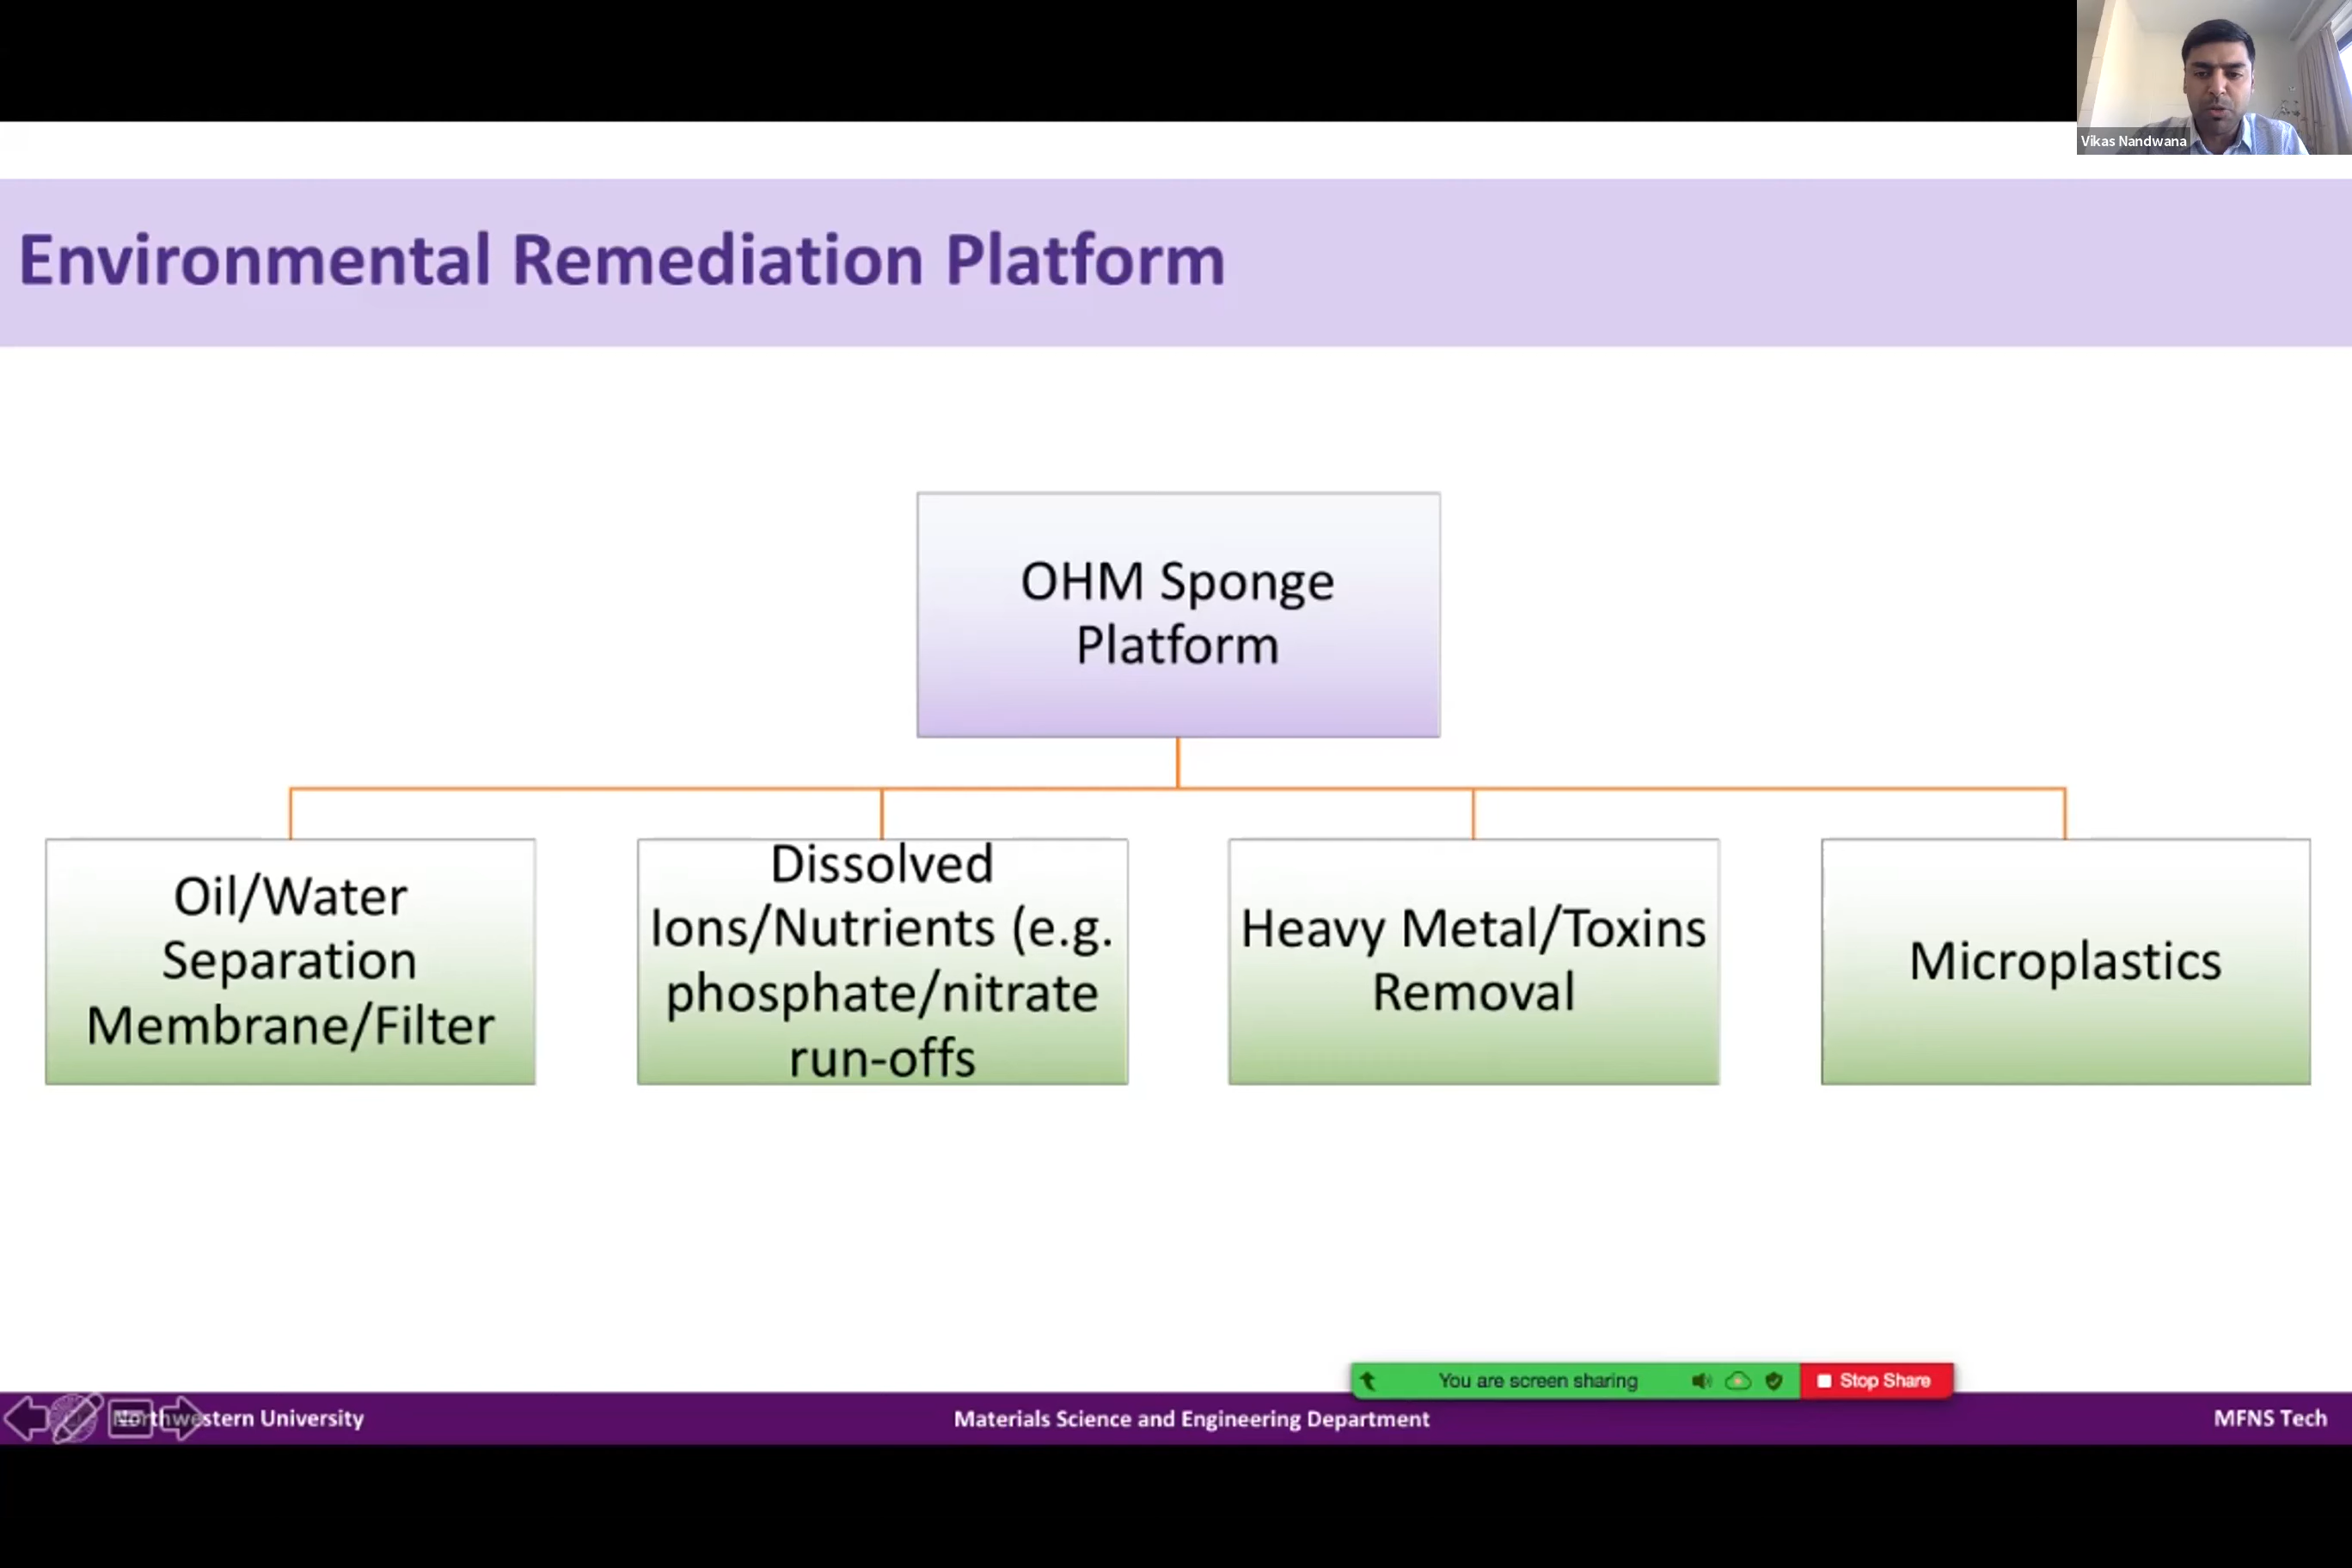 Vikas Nandwana
Environmental Remediation Platform
OHM Sponge
Platform
Oil/Water
Separation
Membrane/Filter
Dissolved
Ions/Nutrients (e.g.
phosphate/nitrate
run-offs
Heavy Metal/Toxins
Removal
Microplastics
You are screen sharing
Stop Share
Northwestern University
Materials Science and Engineering Department
MFNS Tech